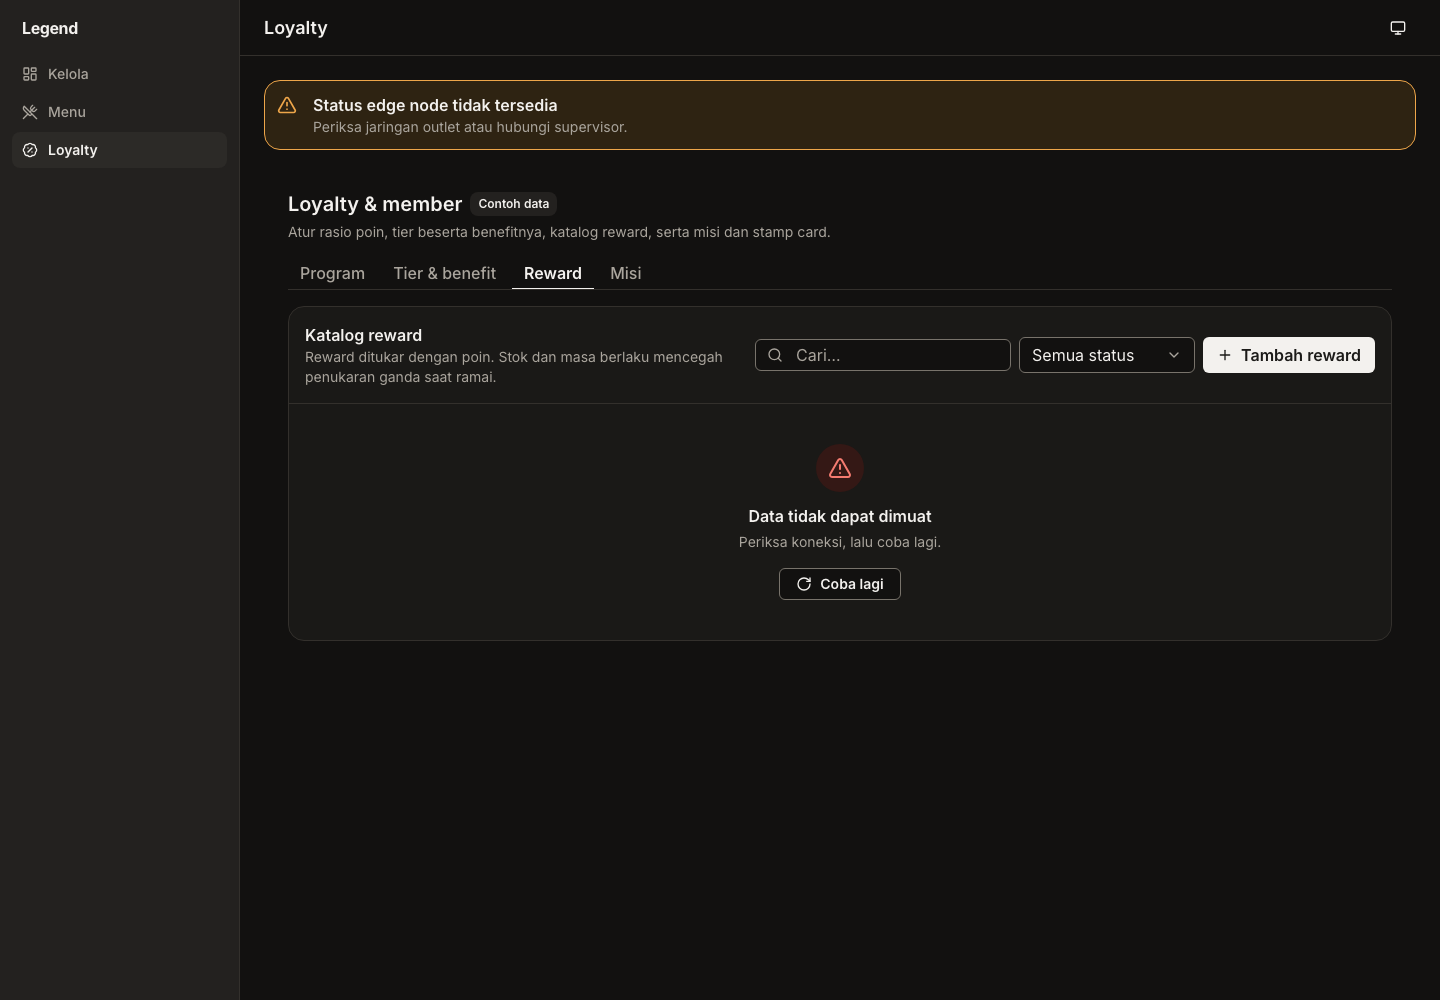 Legend
Kelola
Menu
Loyalty
Loyalty
Status edge node tidak tersedia
Periksa jaringan outlet atau hubungi supervisor.
Loyalty & member
Contoh data
Atur rasio poin, tier beserta benefitnya, katalog reward, serta misi dan stamp card.
Program
Tier & benefit
Reward
Misi
Katalog reward
Reward ditukar dengan poin. Stok dan masa berlaku mencegah
penukaran ganda saat ramai.
Cari...
Semua status
Tambah reward
Data tidak dapat dimuat
Periksa koneksi, lalu coba lagi.
Coba lagi